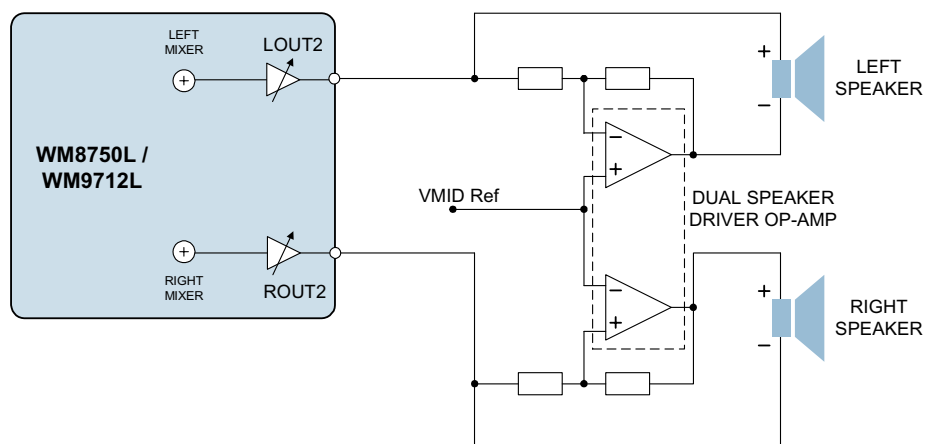 LEFT
MIXER
LOUT2
WM8750L /
WM9712L
RIGHT
MIXER
ROUT2
VMID Ref
DUAL SPEAKER
DRIVER OP-AMP
LEFT
SPEAKER
RIGHT
SPEAKER